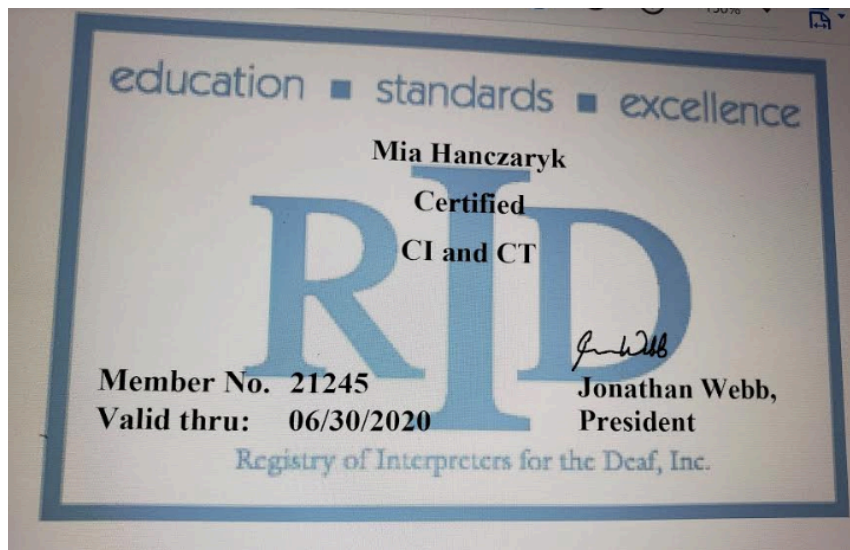 150%
education ■ standards ■ excellence
Mia Hanczaryk
Certified
CI and CT
RID
Jonathan Webb,
President
Member No. 21245
Valid thru: 06/30/2020
Registry of Interpreters for the Deaf, Inc.